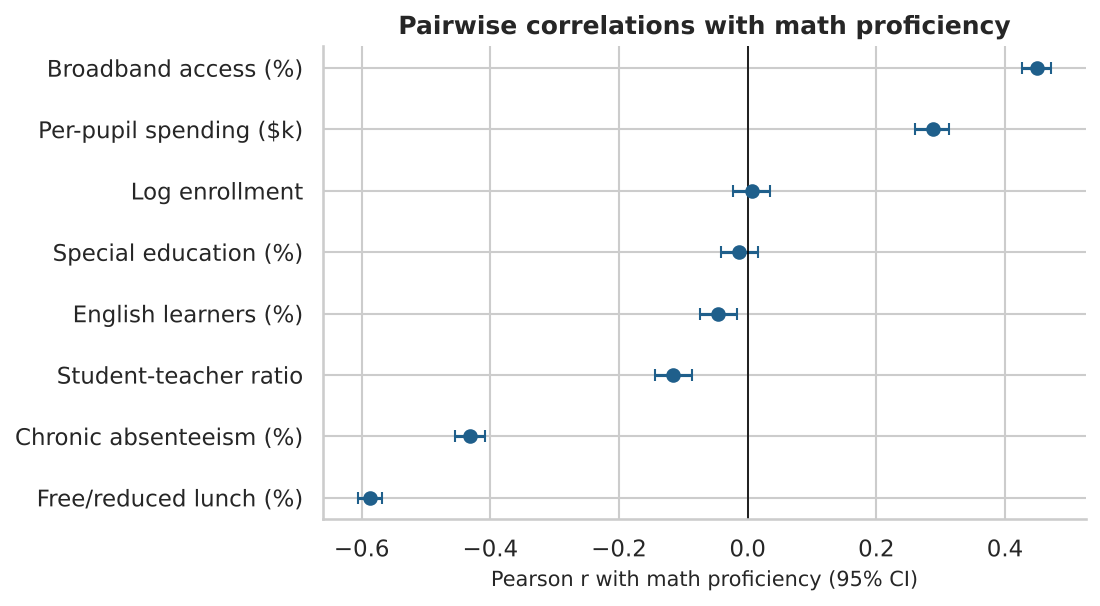 Pairwise correlations with math proficiency
Broadband access (%)
Per-pupil spending ($k)
Log enrollment
Special education (%)
English learners (%)
Student-teacher ratio
Chronic absenteeism (%)
Free/reduced lunch (%)
−0.6 −0.4 −0.2 0.0 0.2 0.4
Pearson r with math proficiency (95% CI)